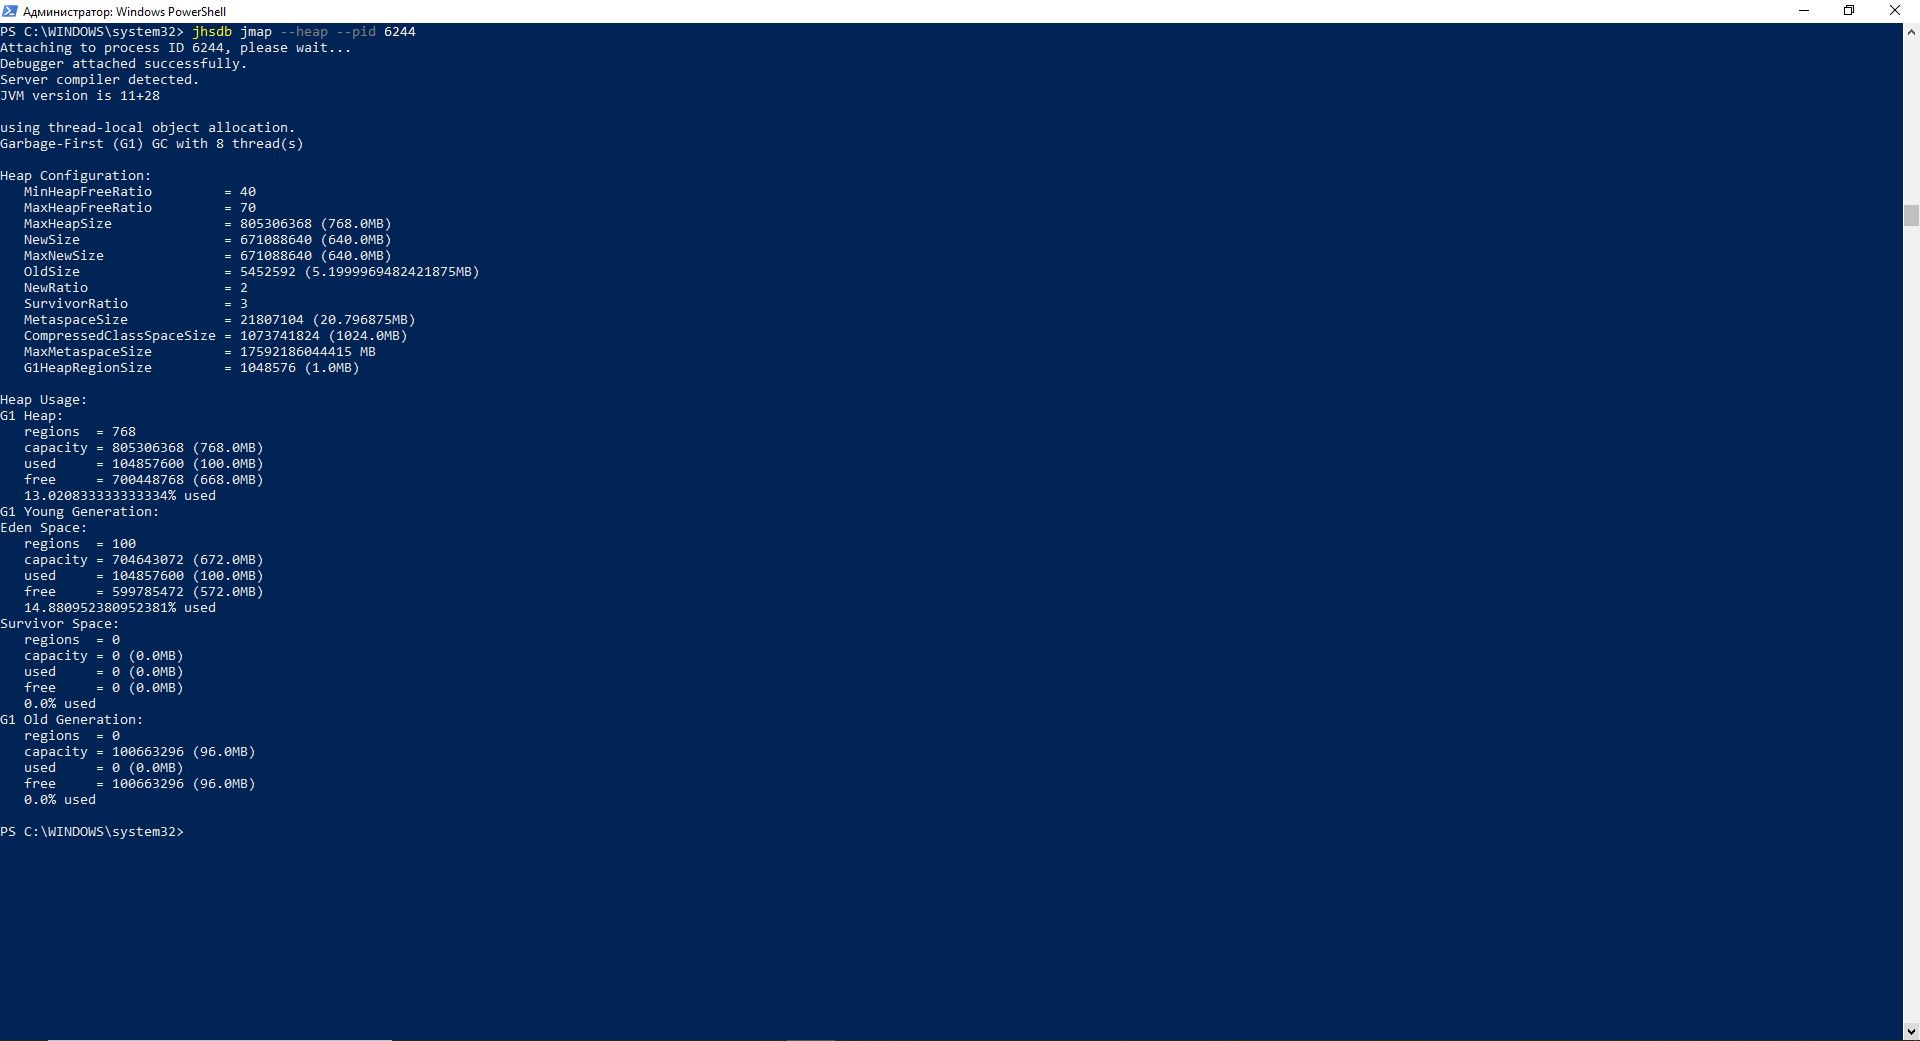 Администратор: Windows PowerShell
PS C:\WINDOWS\system32> jhsdb jmap --heap --pid 6244
Attaching to process ID 6244, please wait...
Debugger attached successfully.
Server compiler detected.
JVM version is 11+28

using thread-local object allocation.
Garbage-First (G1) GC with 8 thread(s)

Heap Configuration:
   MinHeapFreeRatio         = 40
   MaxHeapFreeRatio         = 70
   MaxHeapSize              = 805306368 (768.0MB)
   NewSize                  = 671088640 (640.0MB)
   MaxNewSize               = 671088640 (640.0MB)
   OldSize                  = 5452592 (5.1999969482421875MB)
   NewRatio                 = 2
   SurvivorRatio            = 3
   MetaspaceSize            = 21807104 (20.796875MB)
   CompressedClassSpaceSize = 1073741824 (1024.0MB)
   MaxMetaspaceSize         = 17592186044415 MB
   G1HeapRegionSize         = 1048576 (1.0MB)

Heap Usage:
G1 Heap:
   regions  = 768
   capacity = 805306368 (768.0MB)
   used     = 104857600 (100.0MB)
   free     = 700448768 (668.0MB)
   13.020833333333334% used
G1 Young Generation:
Eden Space:
   regions  = 100
   capacity = 704643072 (672.0MB)
   used     = 104857600 (100.0MB)
   free     = 599785472 (572.0MB)
   14.880952380952381% used
Survivor Space:
   regions  = 0
   capacity = 0 (0.0MB)
   used     = 0 (0.0MB)
   free     = 0 (0.0MB)
   0.0% used
G1 Old Generation:
   regions  = 0
   capacity = 100663296 (96.0MB)
   used     = 0 (0.0MB)
   free     = 100663296 (96.0MB)
   0.0% used

PS C:\WINDOWS\system32>